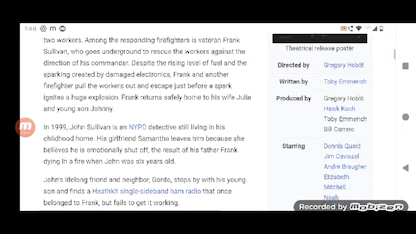 7:46
two workers. Among the responding firefighters is veteran Frank
Sullivan, who goes underground to rescue the workers against the
direction of his commander. Despite the rising level of fuel and the
sparking created by damaged electronics, Frank and another
firefighter pull the workers out and escape just before a spark
ignites a huge explosion. Frank returns safely home to his wife Julia
and young son Johnny.
In 1999, John Sullivan is an NYPD detective still living in his
childhood home. His girlfriend Samantha leaves him because she
believes he is emotionally shut off, the result of his father Frank
dying in a fire when John was six years old.
John's lifelong friend and neighbor, Gordo, stops by with his young
son and finds a Heathkit single-sideband ham radio that once
belonged to Frank, but fails to get it working.
Theatrical release poster
Directed by Gregory Hoblit
Written by Toby Emmerich
Produced by Gregory Hoblit
Hawk Koch
Toby Emmerich
Bill Carraro
Starring Dennis Quaid
Jim Caviezel
Andre Braugher
Elizabeth
Mitchell
Noah
Recorded by Mobizen